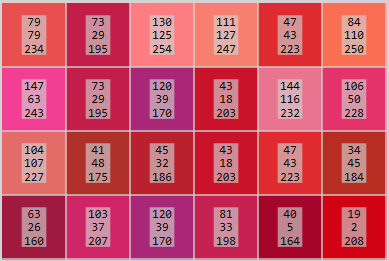 79 73 130 111 47 84
79 29 125 127 43 110
234 195 254 247 223 250
147 73 120 43 144 106
63 29 39 18 116 50
243 195 170 203 232 228
104 41 45 43 47 34
107 48 32 18 43 45
227 175 186 203 223 184
63 103 120 81 40 19
26 37 39 33 5 2
160 207 170 198 164 208